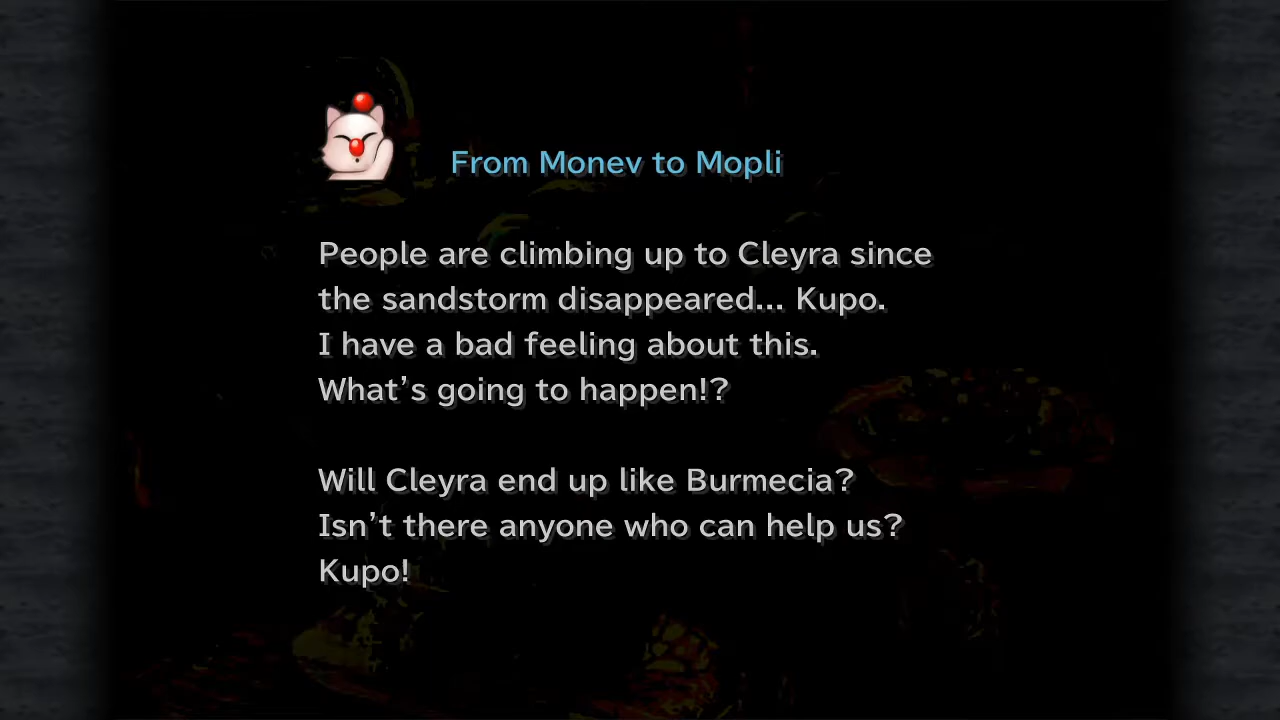 From Monev to Mopli
People are climbing up to Cleyra since
the sandstorm disappeared... Kupo.
I have a bad feeling about this.
What's going to happen!?
Will Cleyra end up like Burmecia?
Isn't there anyone who can help us?
Kupo!